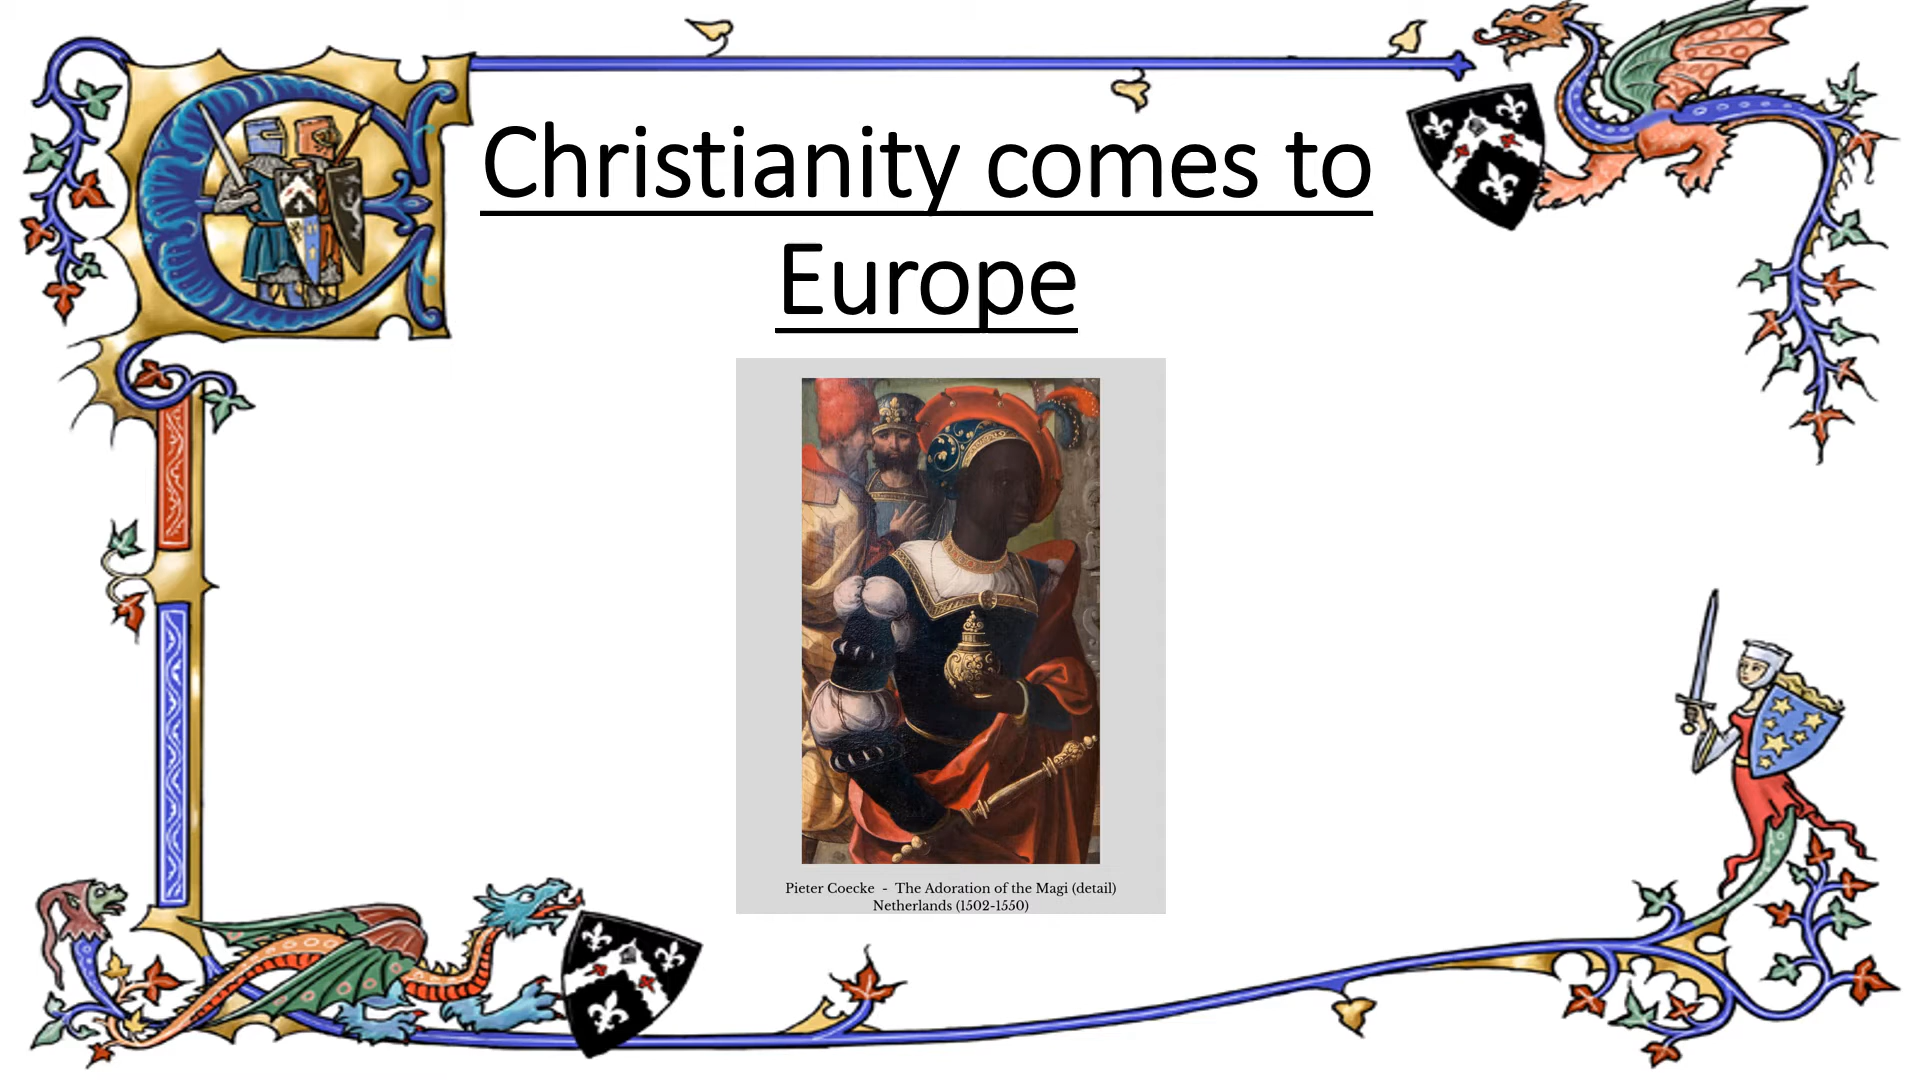 Christianity comes to
Europe
Pieter Coecke - The Adoration of the Magi (detail)
Netherlands (1502-1550)